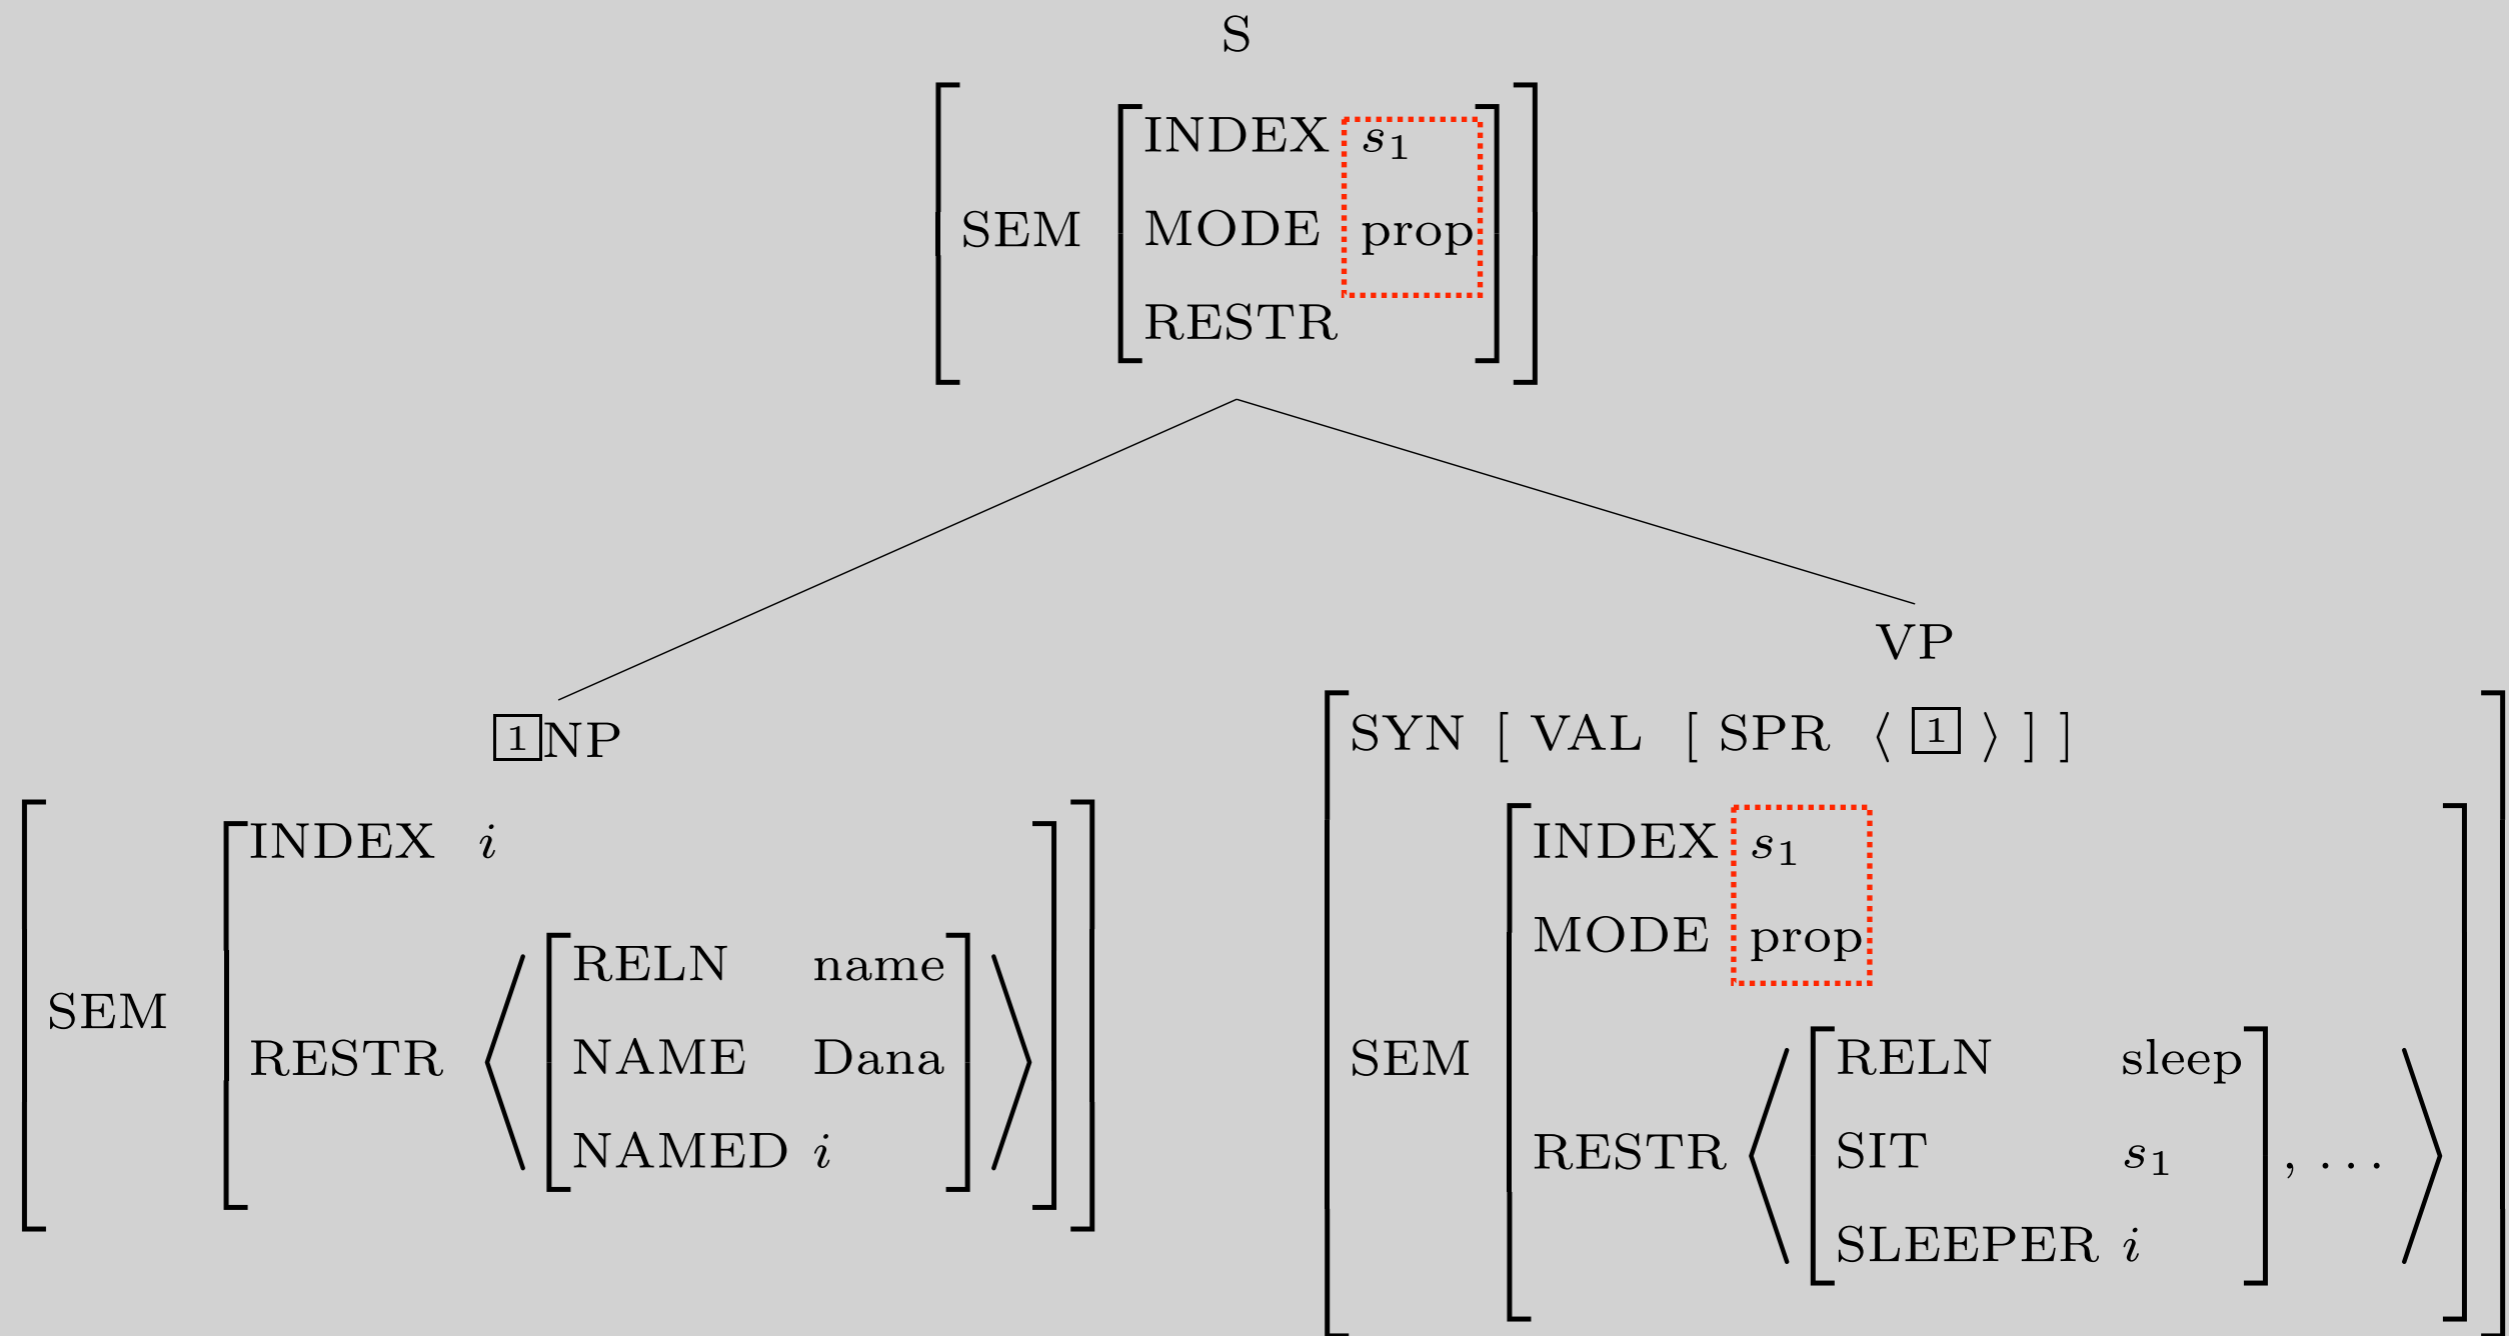 S
INDEX s₁
SEM MODE prop
RESTR
VP
1 NP
SYN [ VAL [ SPR ⟨ 1 ⟩ ] ]
INDEX i
RELN name
SEM
RESTR NAME Dana
NAMED i
INDEX s₁
MODE prop
SEM RELN sleep
RESTR SIT s₁ , ...
SLEEPER i